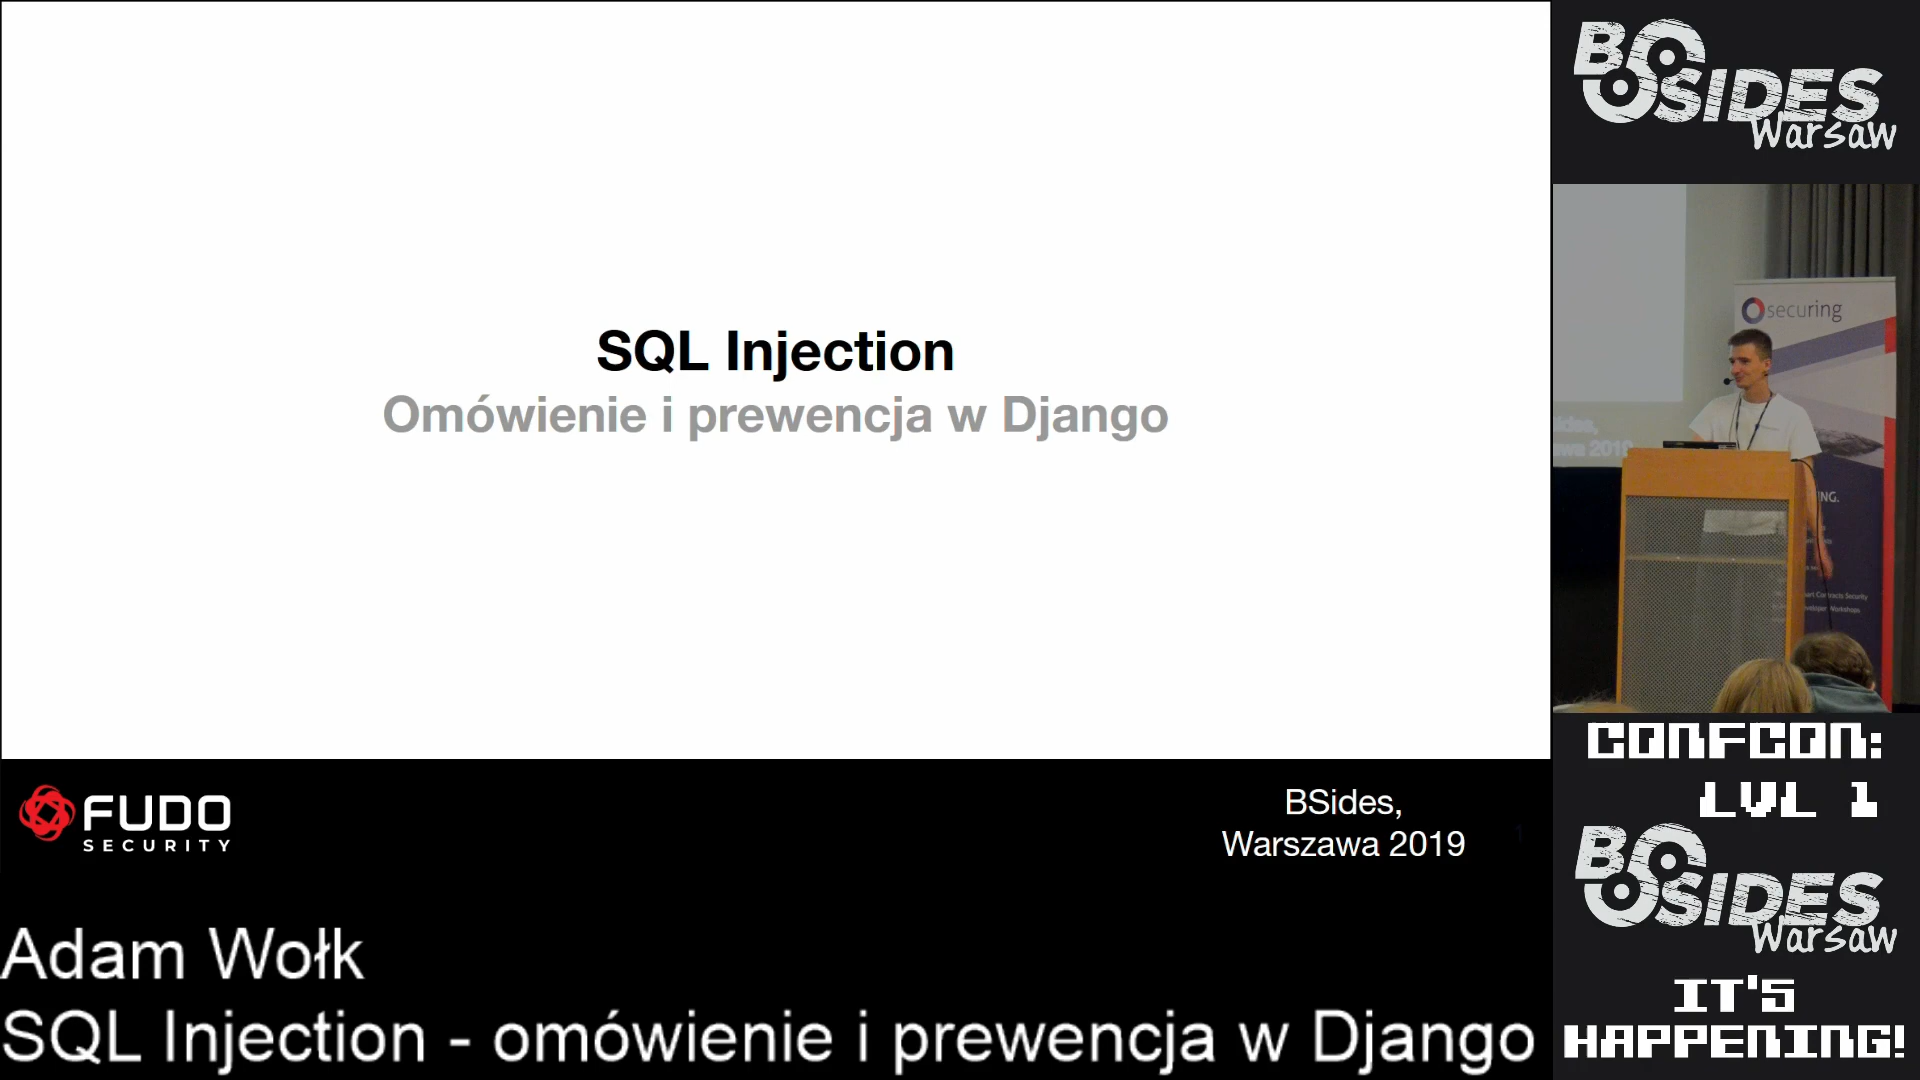 SQL Injection
Omówienie i prewencja w Django
FUDO
SECURITY
BSides,
Warszawa 2019
Adam Wołk
SQL Injection - omówienie i prewencja w Django
BSIDES
Warsaw
securing
CONFCON:
LVL 1
BSIDES
Warsaw
IT'S
HAPPENING!